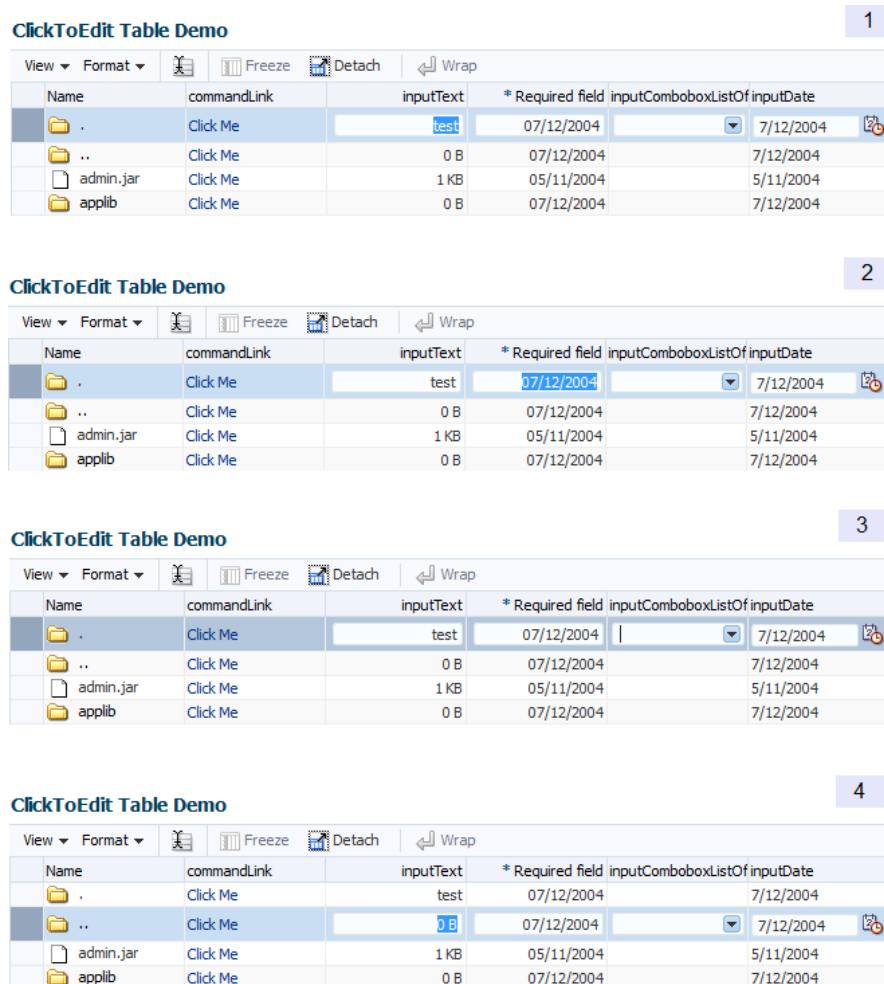 1
ClickToEdit Table Demo
View Format Freeze Detach Wrap
Name commandLink inputText * Required field inputComboboxListOf inputDate
. Click Me test 07/12/2004 7/12/2004
.. Click Me 0 B 07/12/2004 7/12/2004
admin.jar Click Me 1 KB 05/11/2004 5/11/2004
applib Click Me 0 B 07/12/2004 7/12/2004
2
ClickToEdit Table Demo
View Format Freeze Detach Wrap
Name commandLink inputText * Required field inputComboboxListOf inputDate
. Click Me test 07/12/2004 7/12/2004
.. Click Me 0 B 07/12/2004 7/12/2004
admin.jar Click Me 1 KB 05/11/2004 5/11/2004
applib Click Me 0 B 07/12/2004 7/12/2004
3
ClickToEdit Table Demo
View Format Freeze Detach Wrap
Name commandLink inputText * Required field inputComboboxListOf inputDate
. Click Me test 07/12/2004 7/12/2004
.. Click Me 0 B 07/12/2004 7/12/2004
admin.jar Click Me 1 KB 05/11/2004 5/11/2004
applib Click Me 0 B 07/12/2004 7/12/2004
4
ClickToEdit Table Demo
View Format Freeze Detach Wrap
Name commandLink inputText * Required field inputComboboxListOf inputDate
. Click Me test 07/12/2004 7/12/2004
.. Click Me 0 B 07/12/2004 7/12/2004
admin.jar Click Me 1 KB 05/11/2004 5/11/2004
applib Click Me 0 B 07/12/2004 7/12/2004